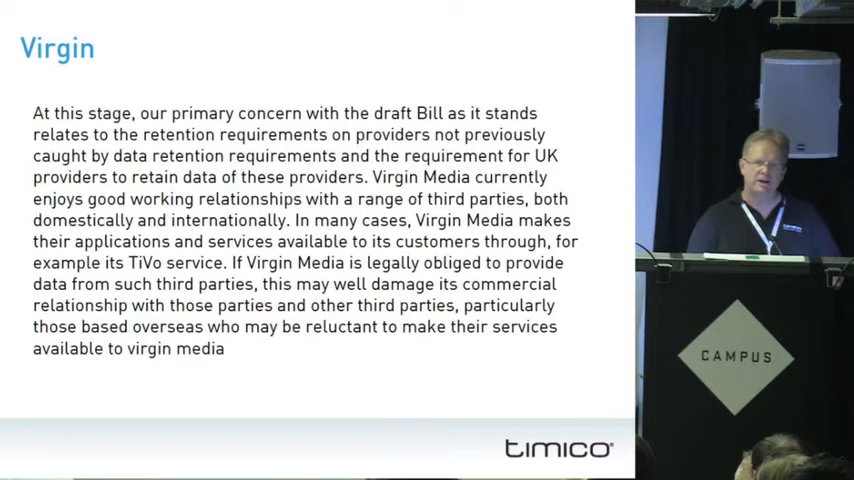 Virgin
At this stage, our primary concern with the draft Bill as it stands
relates to the retention requirements on providers not previously
caught by data retention requirements and the requirement for UK
providers to retain data of these providers. Virgin Media currently
enjoys good working relationships with a range of third parties, both
domestically and internationally. In many cases, Virgin Media makes
their applications and services available to its customers through, for
example its TiVo service. If Virgin Media is legally obliged to provide
data from such third parties, this may well damage its commercial
relationship with those parties and other third parties, particularly
those based overseas who may be reluctant to make their services
available to virgin media
timico®
CAMPUS